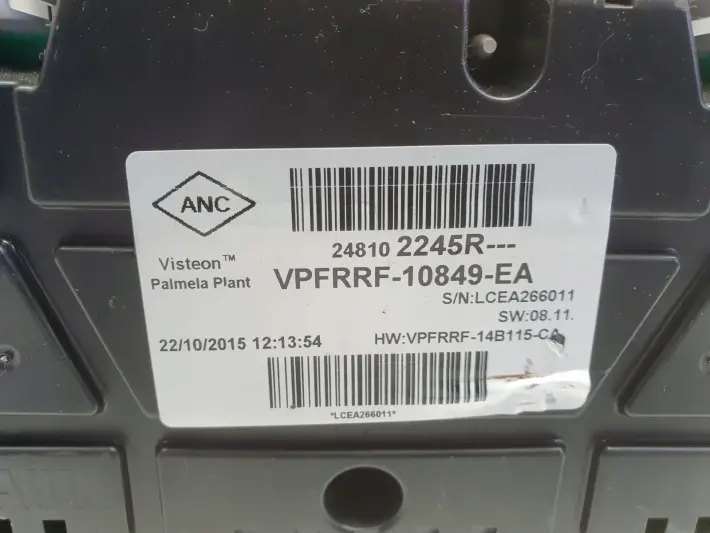 ANC
24810 2245R---
Visteon™
Palmela Plant
VPFRRF-10849-EA
S/N:LCEA266011
SW:08.11.
22/10/2015 12:13:54
HW:VPFRRF-14B115-CA
*LCEA266011*